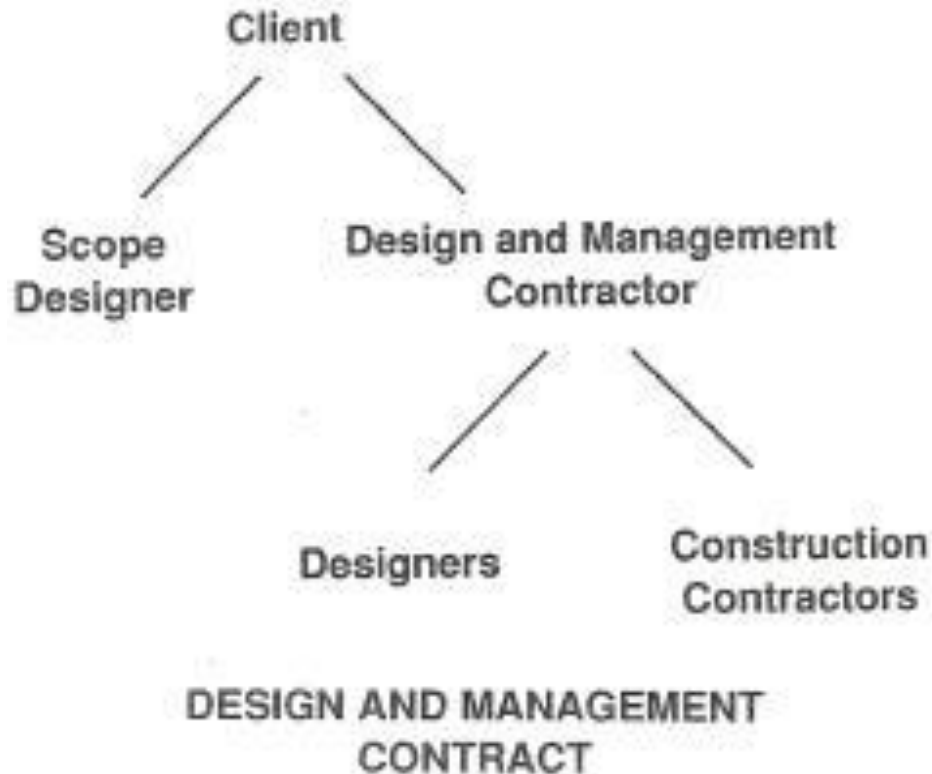 Client
Scope
Designer
Design and Management
Contractor
Designers
Construction
Contractors
DESIGN AND MANAGEMENT
CONTRACT